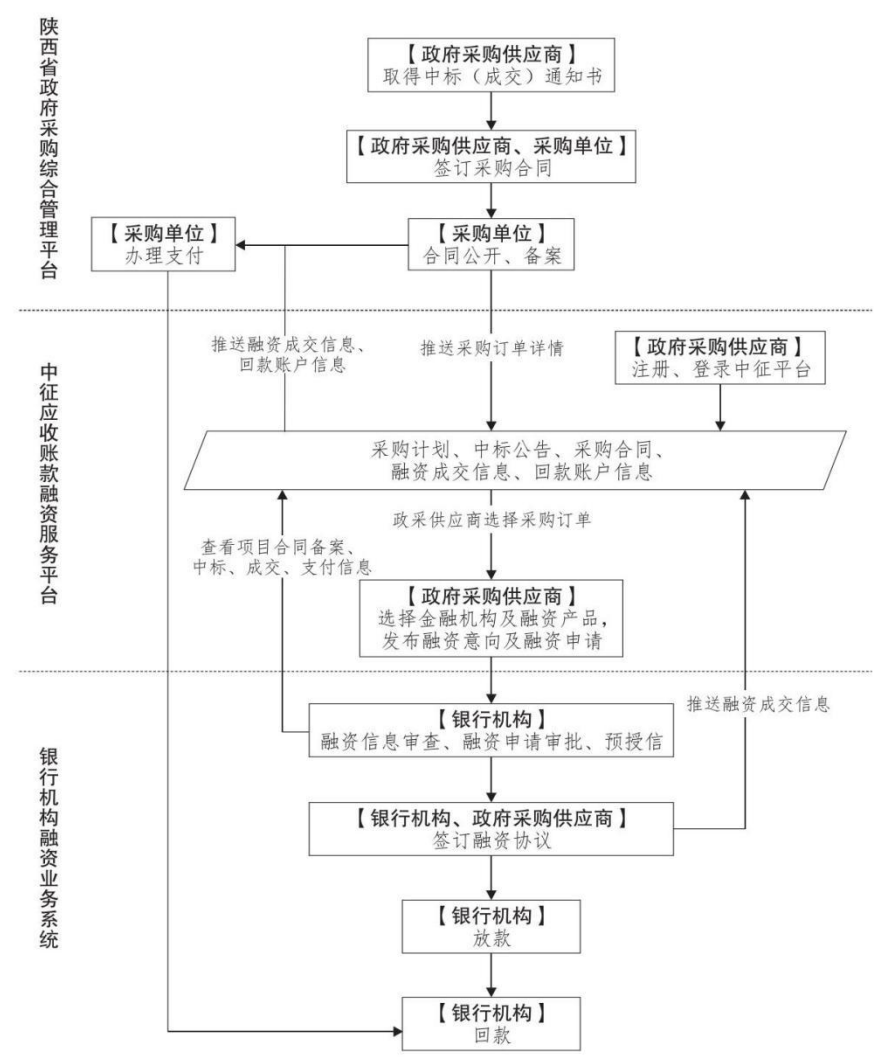 陕西省政府采购综合管理平台
【政府采购供应商】
取得中标（成交）通知书
【政府采购供应商、采购单位】
签订采购合同
【采购单位】
办理支付
【采购单位】
合同公开、备案
中征应收账款融资服务平台
推送融资成交信息、
回款账户信息
推送采购订单详情
【政府采购供应商】
注册、登录中征平台
采购计划、中标公告、采购合同、
融资成交信息、回款账户信息
政采供应商选择采购订单
查看项目合同备案、
中标、成交、支付信息
【政府采购供应商】
选择金融机构及融资产品，
发布融资意向及融资申请
银行机构融资业务系统
推送融资成交信息
【银行机构】
融资信息审查、融资申请审批、预授信
【银行机构、政府采购供应商】
签订融资协议
【银行机构】
放款
【银行机构】
回款